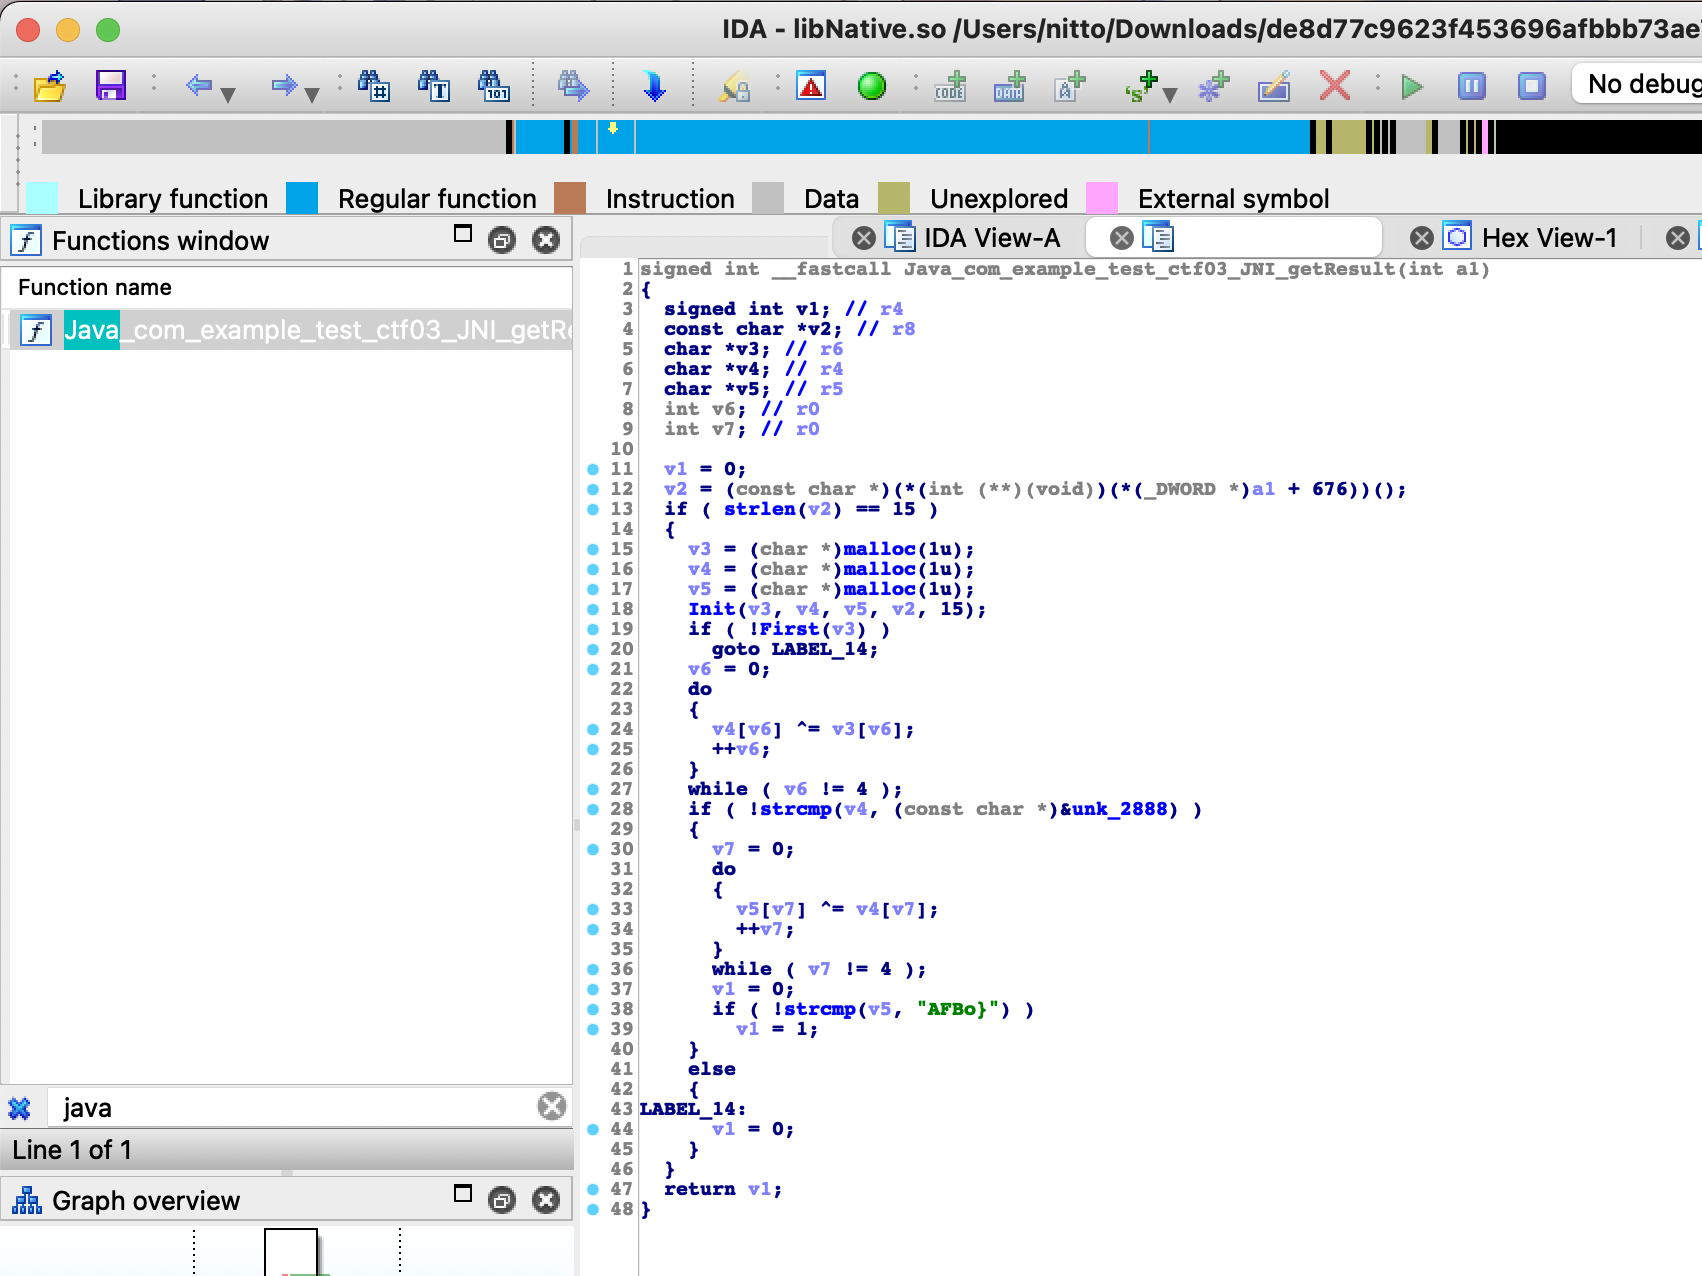 IDA - libNative.so /Users/nitto/Downloads/de8d77c9623f453696afbbb73ae
No debug
Library function Regular function Instruction Data Unexplored External symbol
Functions window
IDA View-A
Hex View-1
Function name
Java_com_example_test_ctf03_JNI_getRe
1 signed int __fastcall Java_com_example_test_ctf03_JNI_getResult(int a1)
2 {
3 signed int v1; // r4
4 const char *v2; // r8
5 char *v3; // r6
6 char *v4; // r4
7 char *v5; // r5
8 int v6; // r0
9 int v7; // r0
10
11 v1 = 0;
12 v2 = (const char *)(*(int (**)(void))(*(_DWORD *)a1 + 676))();
13 if ( strlen(v2) == 15 )
14 {
15 v3 = (char *)malloc(1u);
16 v4 = (char *)malloc(1u);
17 v5 = (char *)malloc(1u);
18 Init(v3, v4, v5, v2, 15);
19 if ( !First(v3) )
20 goto LABEL_14;
21 v6 = 0;
22 do
23 {
24 v4[v6] ^= v3[v6];
25 ++v6;
26 }
27 while ( v6 != 4 );
28 if ( !strcmp(v4, (const char *)&unk_2888) )
29 {
30 v7 = 0;
31 do
32 {
33 v5[v7] ^= v4[v7];
34 ++v7;
35 }
36 while ( v7 != 4 );
37 v1 = 0;
38 if ( !strcmp(v5, "AFBo}") )
39 v1 = 1;
40 }
41 else
42 {
43 LABEL_14:
44 v1 = 0;
45 }
46 }
47 return v1;
48 }
java
Line 1 of 1
Graph overview